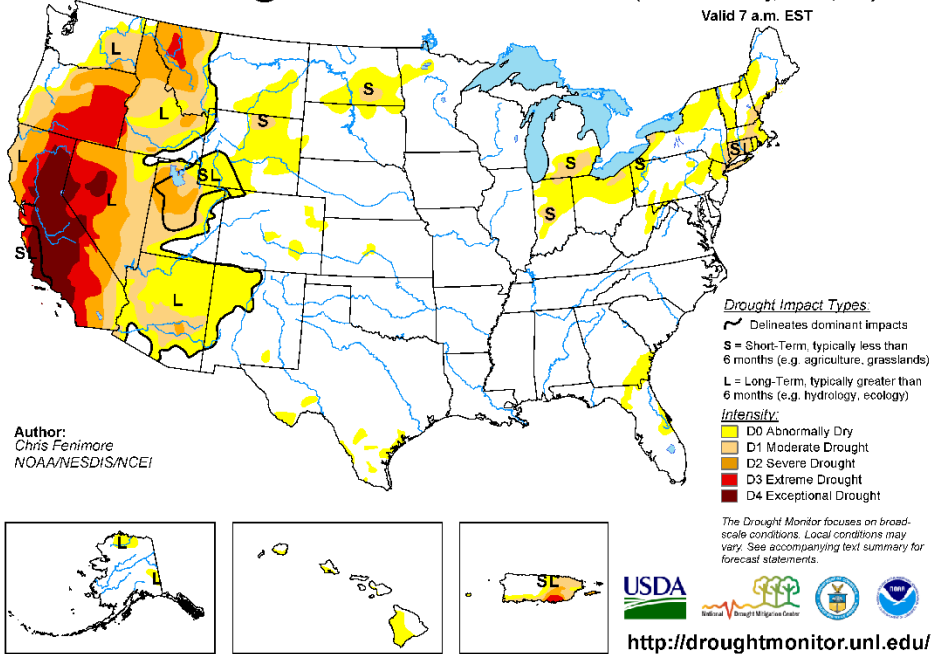 Valid 7 a.m. EST
L
L
S
S
SL
L
L
SL
L
S
S
S
SL
Drought Impact Types:
Delineates dominant impacts
S = Short-Term, typically less than
6 months (e.g. agriculture, grasslands)
L = Long-Term, typically greater than
6 months (e.g. hydrology, ecology)
Intensity:
D0 Abnormally Dry
D1 Moderate Drought
D2 Severe Drought
D3 Extreme Drought
D4 Exceptional Drought
Author:
Chris Fenimore
NOAA/NESDIS/NCEI
The Drought Monitor focuses on broad-
scale conditions. Local conditions may
vary. See accompanying text summary for
forecast statements.
L
L
SL
USDA
National Drought Mitigation Center
NOAA
http://droughtmonitor.unl.edu/